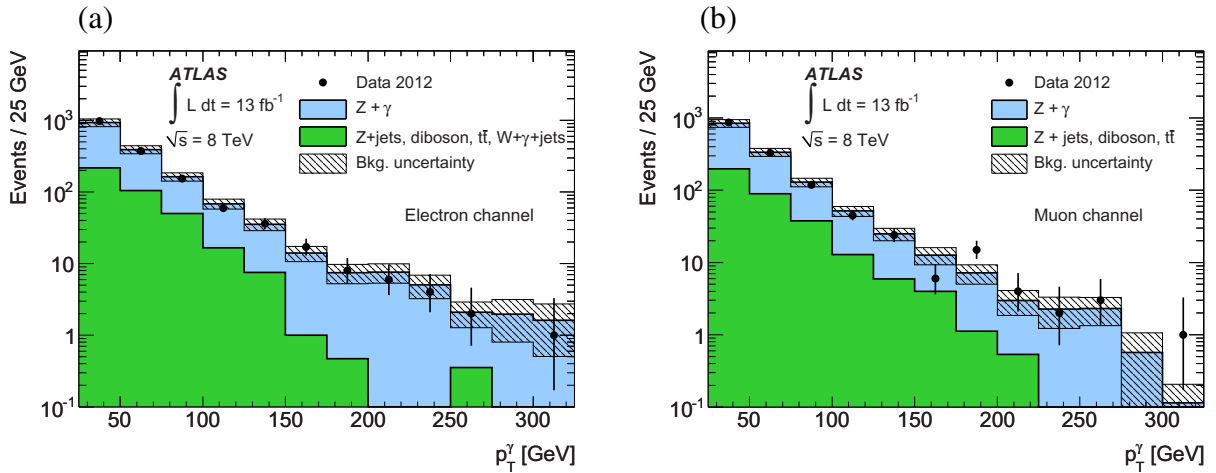 (a)
Events / 25 GeV
10³
10²
10
1
10⁻¹
ATLAS
∫ L dt = 13 fb⁻¹
√s = 8 TeV
Data 2012
Z + γ
Z+jets, diboson, tt̄, W+γ+jets
Bkg. uncertainty
Electron channel
50 100 150 200 250 300
p_T^γ [GeV]
(b)
Events / 25 GeV
10³
10²
10
1
10⁻¹
ATLAS
∫ L dt = 13 fb⁻¹
√s = 8 TeV
Data 2012
Z + γ
Z + jets, diboson, tt̄
Bkg. uncertainty
Muon channel
50 100 150 200 250 300
p_T^γ [GeV]